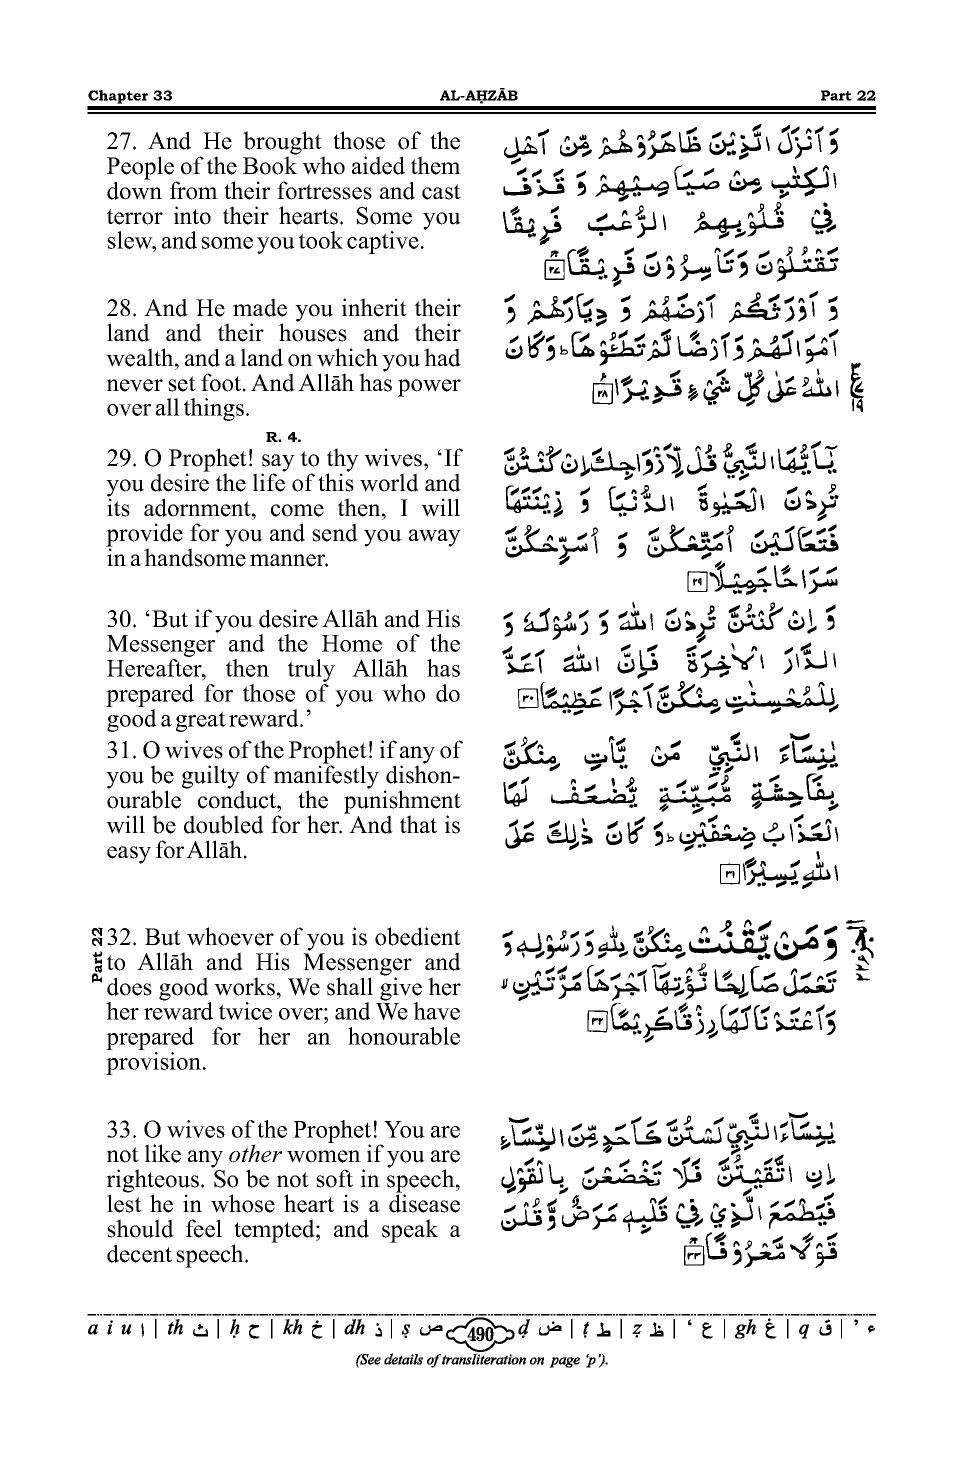 Chapter 33 AL-AḤZĀB Part 22
27. And He brought those of the
People of the Book who aided them
down from their fortresses and cast
terror into their hearts. Some you
slew, and some you took captive.
وَ اَنْزَلَ الَّذِيْنَ ظَاهَرُوْهُمْ مِّنْ اَهْلِ
الْكِتٰبِ مِنْ صَيَاصِيْهِمْ وَ قَذَفَ
فِيْ قُلُوْبِهِمُ الرُّعْبَ فَرِيْقًا
تَقْتُلُوْنَ وَ تَاْسِرُوْنَ فَرِيْقًا ۲۷
28. And He made you inherit their
land and their houses and their
wealth, and a land on which you had
never set foot. And Allāh has power
over all things.
وَ اَوْرَثَكُمْ اَرْضَهُمْ وَ دِيَارَهُمْ وَ
اَمْوَالَهُمْ وَ اَرْضًا لَّمْ تَطَـُٔوْهَا ؕ وَ كَانَ
اللّٰهُ عَلٰى كُلِّ شَيْءٍ قَدِيْرًا ۲۸
R. 4.
29. O Prophet! say to thy wives, ‘If
you desire the life of this world and
its adornment, come then, I will
provide for you and send you away
in a handsome manner.
يٰۤاَيُّهَا النَّبِيُّ قُلْ لِّاَزْوَاجِكَ اِنْ كُنْتُنَّ
تُرِدْنَ الْحَيٰوةَ الدُّنْيَا وَ زِيْنَتَهَا
فَتَعَالَيْنَ اُمَتِّعْكُنَّ وَ اُسَرِّحْكُنَّ
سَرَاحًا جَمِيْلًا ۲۹
30. ‘But if you desire Allāh and His
Messenger and the Home of the
Hereafter, then truly Allāh has
prepared for those of you who do
good a great reward.’
وَ اِنْ كُنْتُنَّ تُرِدْنَ اللّٰهَ وَ رَسُوْلَهٗ وَ
الدَّارَ الْاٰخِرَةَ فَاِنَّ اللّٰهَ اَعَدَّ
لِلْمُحْسِنٰتِ مِنْكُنَّ اَجْرًا عَظِيْمًا ۳۰
31. O wives of the Prophet! if any of
you be guilty of manifestly dishon-
ourable conduct, the punishment
will be doubled for her. And that is
easy for Allāh.
يٰنِسَآءَ النَّبِيِّ مَنْ يَّاْتِ مِنْكُنَّ
بِفَاحِشَةٍ مُّبَيِّنَةٍ يُّضٰعَفْ لَهَا
الْعَذَابُ ضِعْفَيْنِ ؕ وَ كَانَ ذٰلِكَ عَلَى
اللّٰهِ يَسِيْرًا ۳۱
Part 22
32. But whoever of you is obedient
to Allāh and His Messenger and
does good works, We shall give her
her reward twice over; and We have
prepared for her an honourable
provision.
وَ مَنْ يَّقْنُتْ مِنْكُنَّ لِلّٰهِ وَ رَسُوْلِهٖ وَ
تَعْمَلْ صَالِحًا نُّؤْتِهَاۤ اَجْرَهَا مَرَّتَيْنِ ۙ
وَ اَعْتَدْنَا لَهَا رِزْقًا كَرِيْمًا ۳۲
33. O wives of the Prophet! You are
not like any other women if you are
righteous. So be not soft in speech,
lest he in whose heart is a disease
should feel tempted; and speak a
decent speech.
يٰنِسَآءَ النَّبِيِّ لَسْتُنَّ كَاَحَدٍ مِّنَ النِّسَآءِ
اِنِ اتَّقَيْتُنَّ فَلَا تَخْضَعْنَ بِالْقَوْلِ
فَيَطْمَعَ الَّذِيْ فِيْ قَلْبِهٖ مَرَضٌ وَّ قُلْنَ
قَوْلًا مَّعْرُوْفًا ۳۳
a i u ا | th ث | ḥ ح | kh خ | dh ذ | ṣ ص 490 ḍ ض | ṭ ط | ẓ ظ | ‘ ع | gh غ | q ق | ’ ء
(See details of transliteration on page ‘p’).